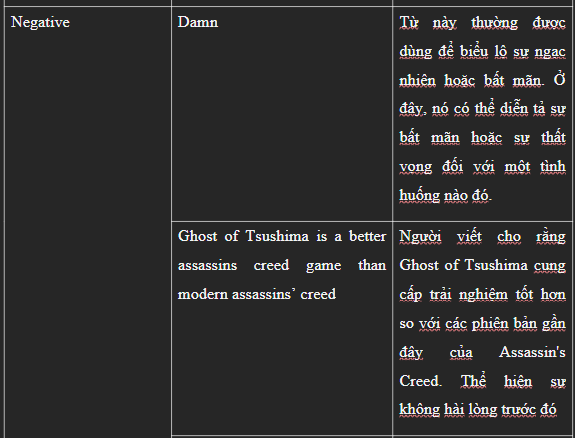 Negative
Damn
Từ này thường được
dùng để biểu lộ sự ngạc
nhiên hoặc bất mãn. Ở
đây, nó có thể diễn tả sự
bất mãn hoặc sự thất
vọng đối với một tình
huống nào đó.
Ghost of Tsushima is a better
assassins creed game than
modern assassins’ creed
Người viết cho rằng
Ghost of Tsushima cung
cấp trải nghiệm tốt hơn
so với các phiên bản gần
đây của Assassin's
Creed. Thể hiện sự
không hài lòng trước đó